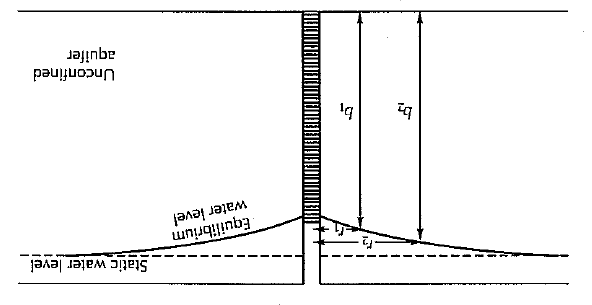 Static water level
r₂
r₁
Equilibrium
water level
b₂
b₁
Unconfined
aquifer